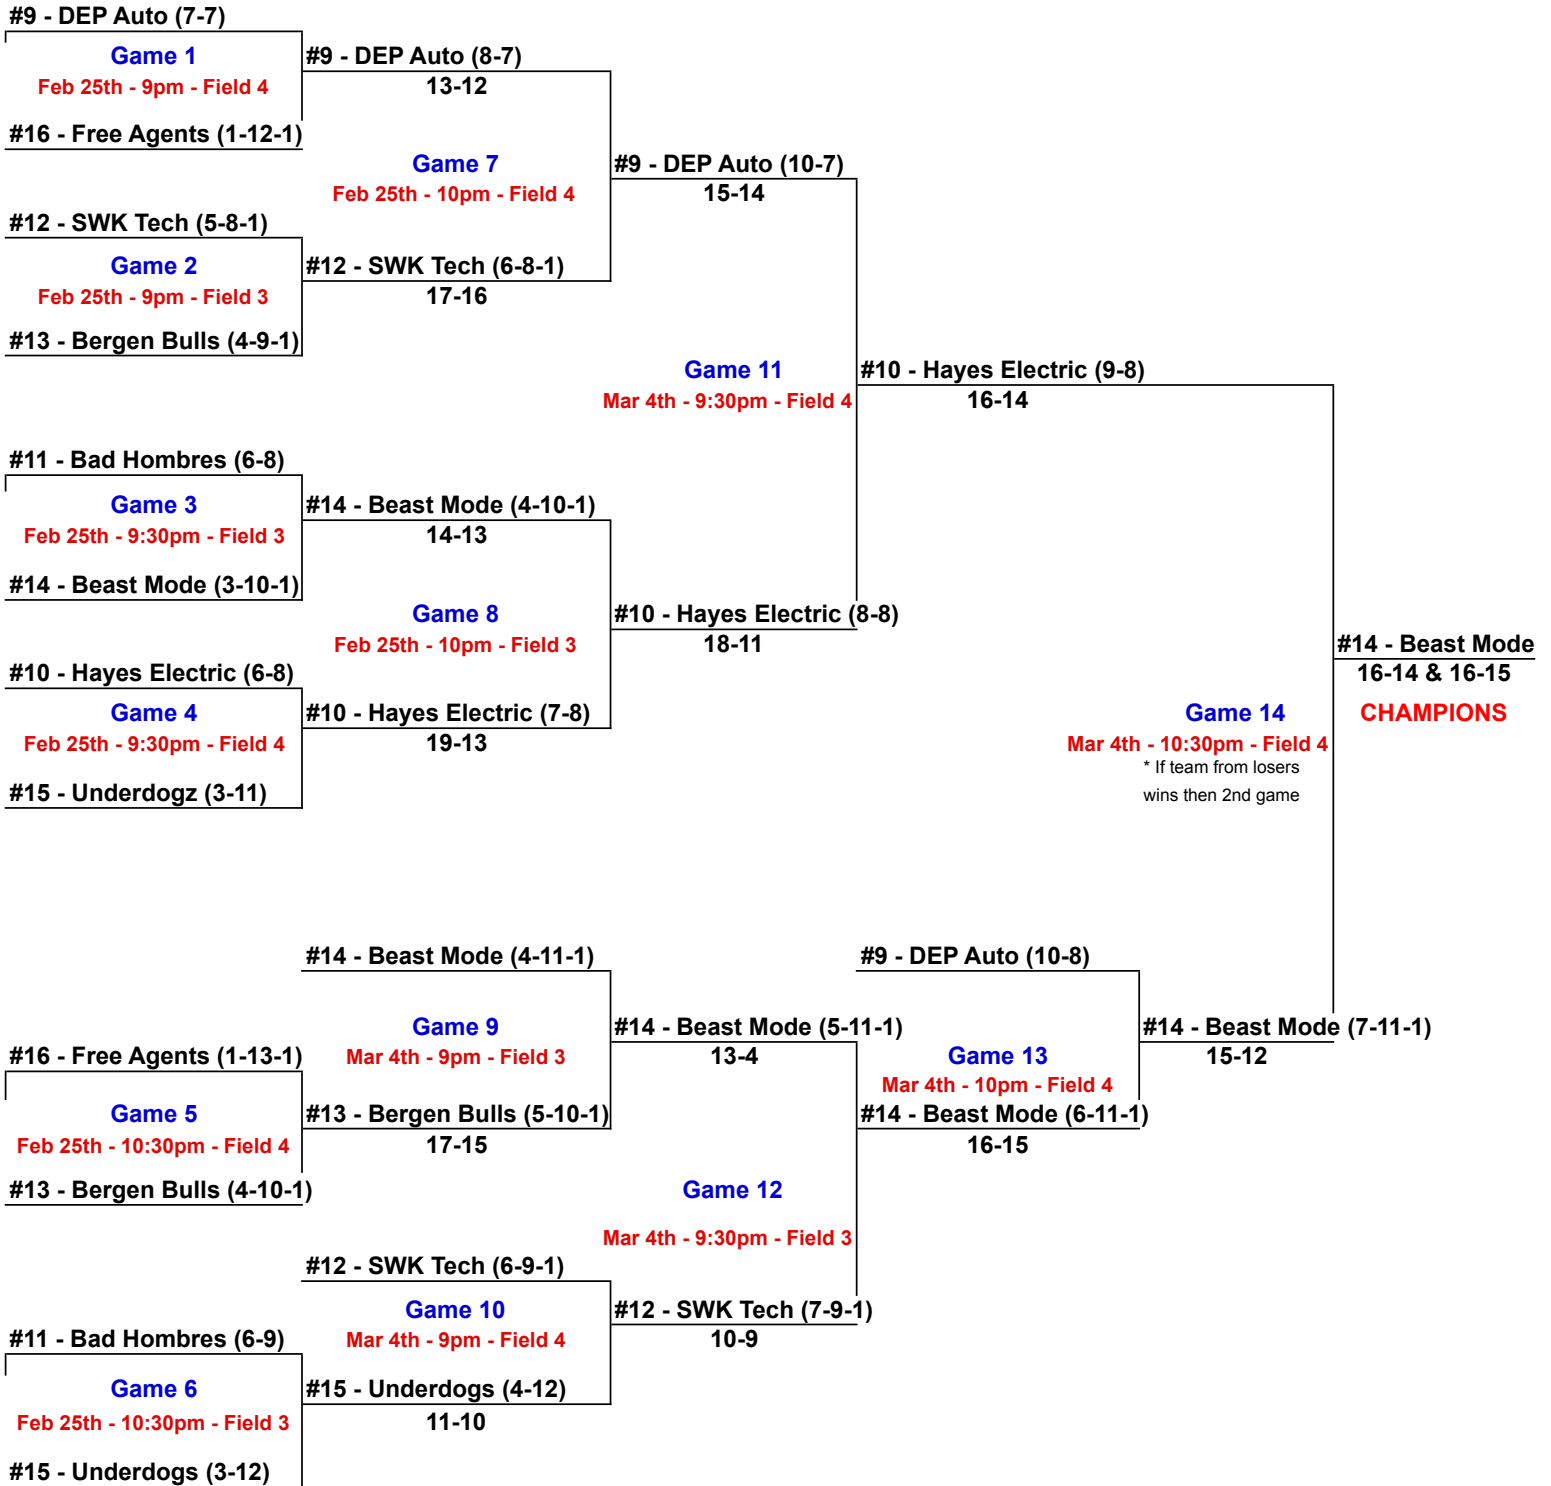 #9 - DEP Auto (7-7)
Game 1
Feb 25th - 9pm - Field 4
#16 - Free Agents (1-12-1)
#9 - DEP Auto (8-7)
13-12
Game 7
Feb 25th - 10pm - Field 4
#9 - DEP Auto (10-7)
15-14
#12 - SWK Tech (5-8-1)
Game 2
Feb 25th - 9pm - Field 3
#13 - Bergen Bulls (4-9-1)
#12 - SWK Tech (6-8-1)
17-16
Game 11
Mar 4th - 9:30pm - Field 4
#10 - Hayes Electric (9-8)
16-14
#11 - Bad Hombres (6-8)
Game 3
Feb 25th - 9:30pm - Field 3
#14 - Beast Mode (3-10-1)
#14 - Beast Mode (4-10-1)
14-13
Game 8
Feb 25th - 10pm - Field 3
#10 - Hayes Electric (8-8)
18-11
#10 - Hayes Electric (6-8)
Game 4
Feb 25th - 9:30pm - Field 4
#15 - Underdogz (3-11)
#10 - Hayes Electric (7-8)
19-13
Game 14
Mar 4th - 10:30pm - Field 4
* If team from losers
wins then 2nd game
#14 - Beast Mode
16-14 & 16-15
CHAMPIONS
#14 - Beast Mode (4-11-1)
Game 9
Mar 4th - 9pm - Field 3
#14 - Beast Mode (5-11-1)
13-4
#9 - DEP Auto (10-8)
Game 13
Mar 4th - 10pm - Field 4
#14 - Beast Mode (7-11-1)
15-12
#16 - Free Agents (1-13-1)
Game 5
Feb 25th - 10:30pm - Field 4
#13 - Bergen Bulls (4-10-1)
#13 - Bergen Bulls (5-10-1)
17-15
#14 - Beast Mode (6-11-1)
16-15
Game 12
Mar 4th - 9:30pm - Field 3
#12 - SWK Tech (6-9-1)
Game 10
Mar 4th - 9pm - Field 4
#12 - SWK Tech (7-9-1)
10-9
#11 - Bad Hombres (6-9)
Game 6
Feb 25th - 10:30pm - Field 3
#15 - Underdogs (3-12)
#15 - Underdogs (4-12)
11-10